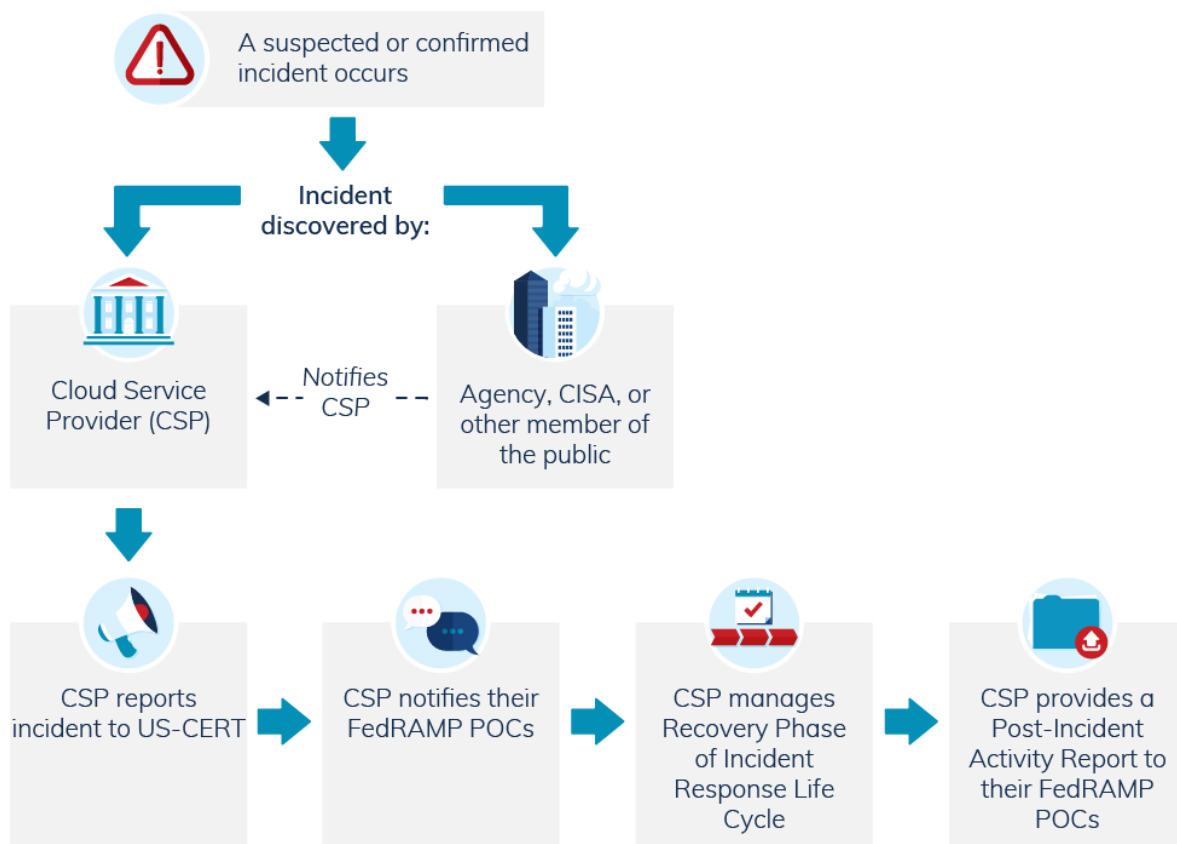 A suspected or confirmed
incident occurs
Incident
discovered by:
Cloud Service
Provider (CSP)
Notifies
CSP
Agency, CISA, or
other member of
the public
CSP reports
incident to US-CERT
CSP notifies their
FedRAMP POCs
CSP manages
Recovery Phase
of Incident
Response Life
Cycle
CSP provides a
Post-Incident
Activity Report to
their FedRAMP
POCs